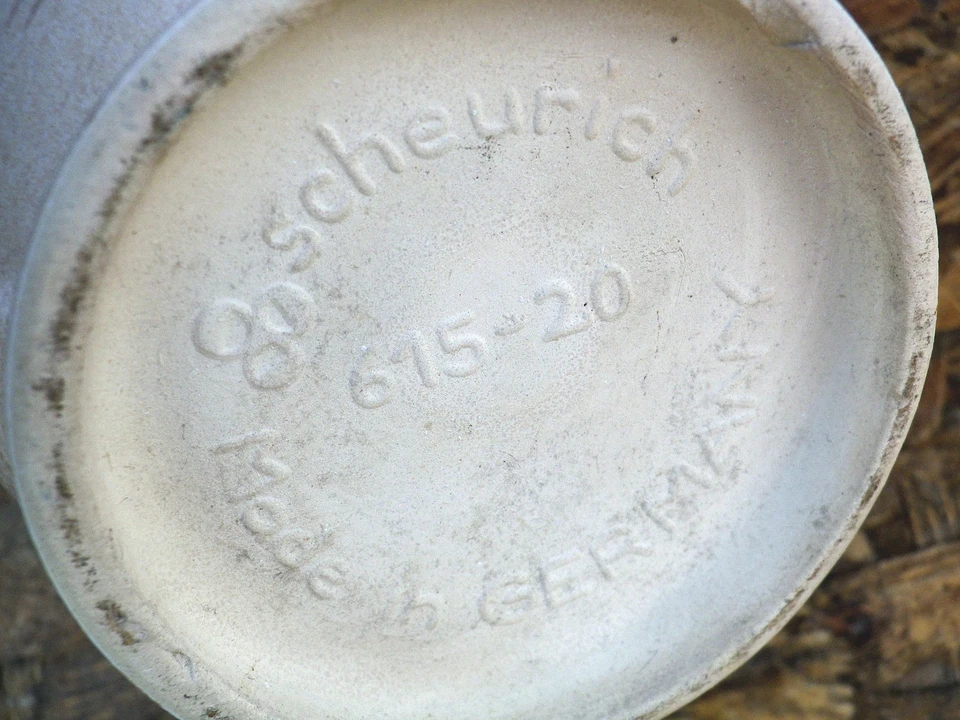 scheurich
615-20
Made in GERMANY